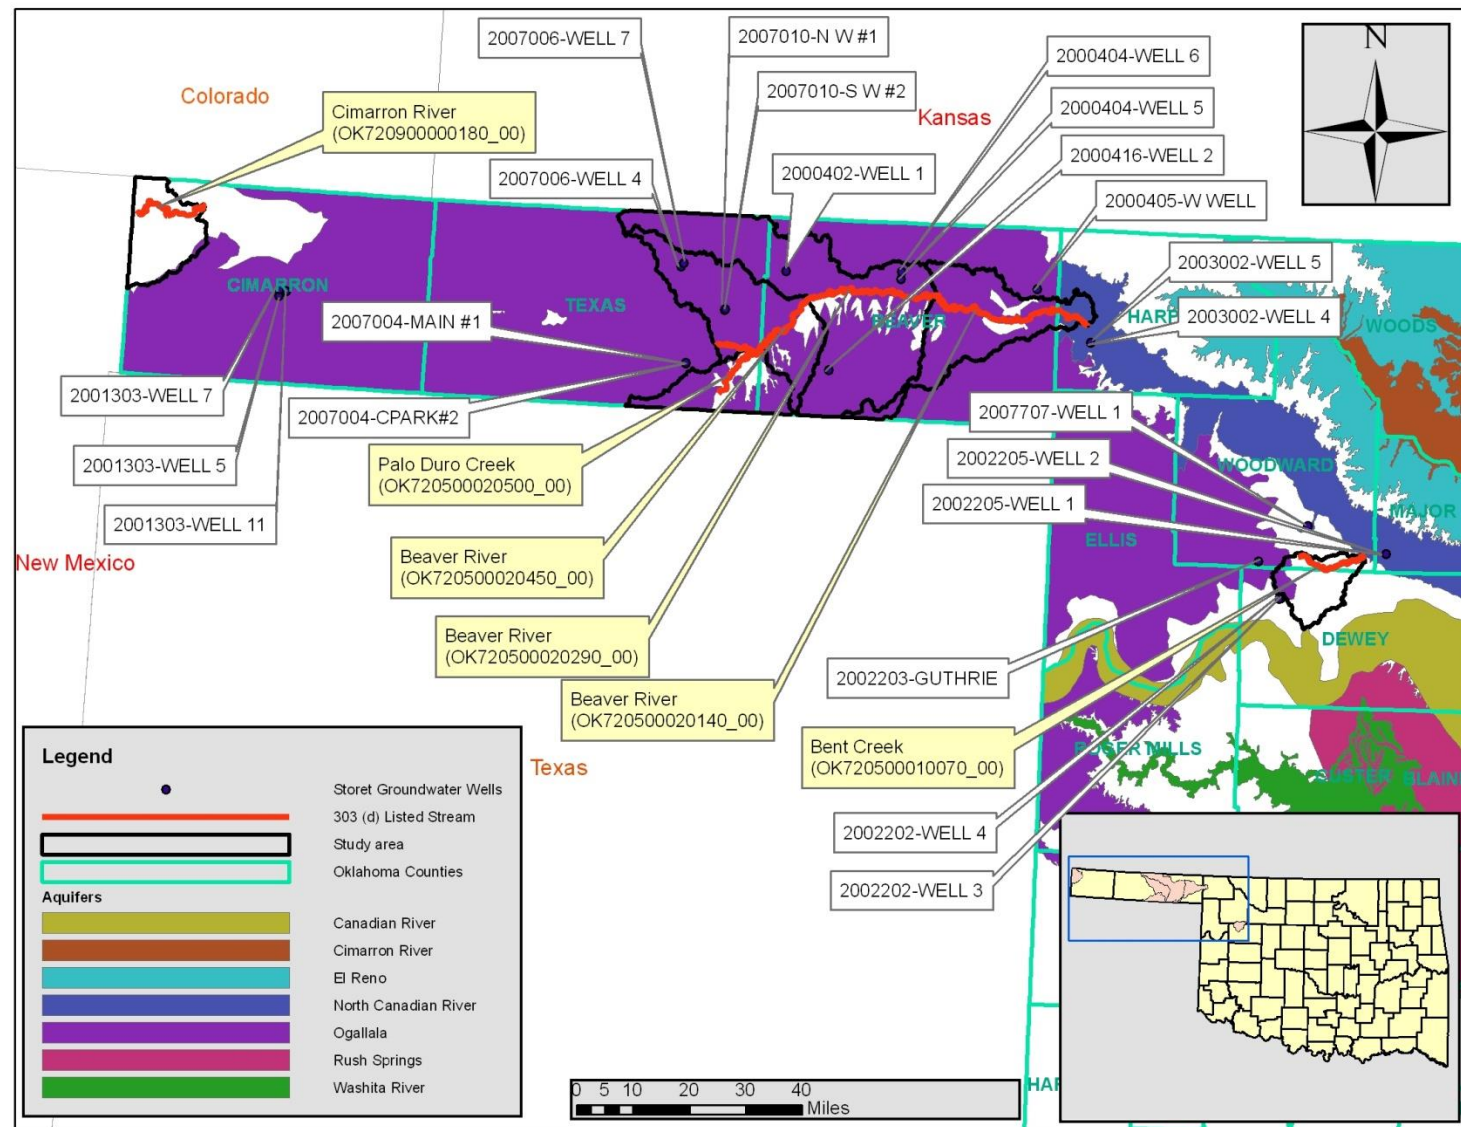 2007006-WELL 7
2007010-N W #1
2000404-WELL 6
N
Colorado
Cimarron River
(OK720900000180_00)
2007010-S W #2
Kansas
2000404-WELL 5
2007006-WELL 4
2000402-WELL 1
2000416-WELL 2
2000405-W WELL
2003002-WELL 5
CIMARRON
TEXAS
BEAVER
HARP
2003002-WELL 4
WOODS
2007004-MAIN #1
2001303-WELL 7
2007004-CPARK#2
2007707-WELL 1
2001303-WELL 5
Palo Duro Creek
(OK720500020500_00)
2002205-WELL 2
WOODWARD
2001303-WELL 11
2002205-WELL 1
MAJOR
New Mexico
Beaver River
(OK720500020450_00)
ELLIS
Beaver River
(OK720500020290_00)
DEWEY
2002203-GUTHRIE
Beaver River
(OK720500020140_00)
Bent Creek
(OK720500010070_00)
ROGER MILLS
CUSTER
BLAINE
Texas
2002202-WELL 4
2002202-WELL 3
Legend
Storet Groundwater Wells
303 (d) Listed Stream
Study area
Oklahoma Counties
Aquifers
Canadian River
Cimarron River
El Reno
North Canadian River
Ogallala
Rush Springs
Washita River
0 5 10 20 30 40
Miles
HAR